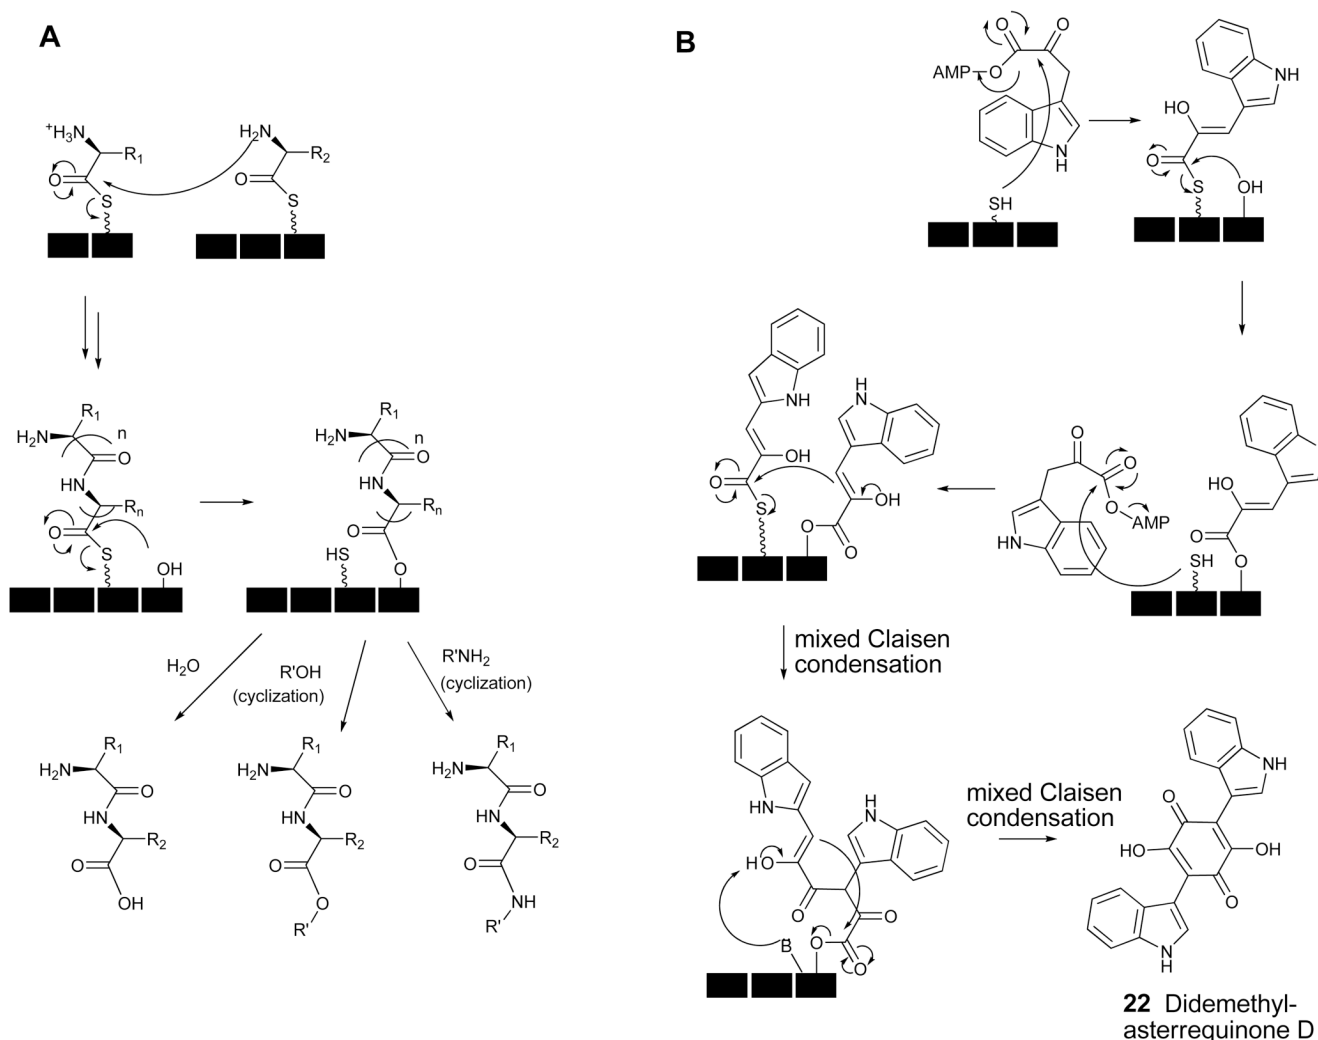 A
+H3N
R1
O
S
H2N
R2
O
S
H2N
R1
n
O
HN
Rn
O
S
OH
H2N
R1
n
O
HN
Rn
O
HS
O
H2O
R'OH
(cyclization)
R'NH2
(cyclization)
H2N
R1
O
HN
R2
O
OH
H2N
R1
O
HN
R2
O
O
R'
H2N
R1
O
HN
R2
O
NH
R'
B
O
O
AMP
O
N
H
SH
NH
HO
O
S
OH
NH
OH
O
S
H
N
OH
O
O
O
O
O
AMP
HN
SH
HO
O
O
mixed Claisen
condensation
HN
H
N
HO
O
O
O
O
B
mixed Claisen
condensation
NH
O
HO
OH
O
N
H
22 Didemethyl-
asterrequinone D